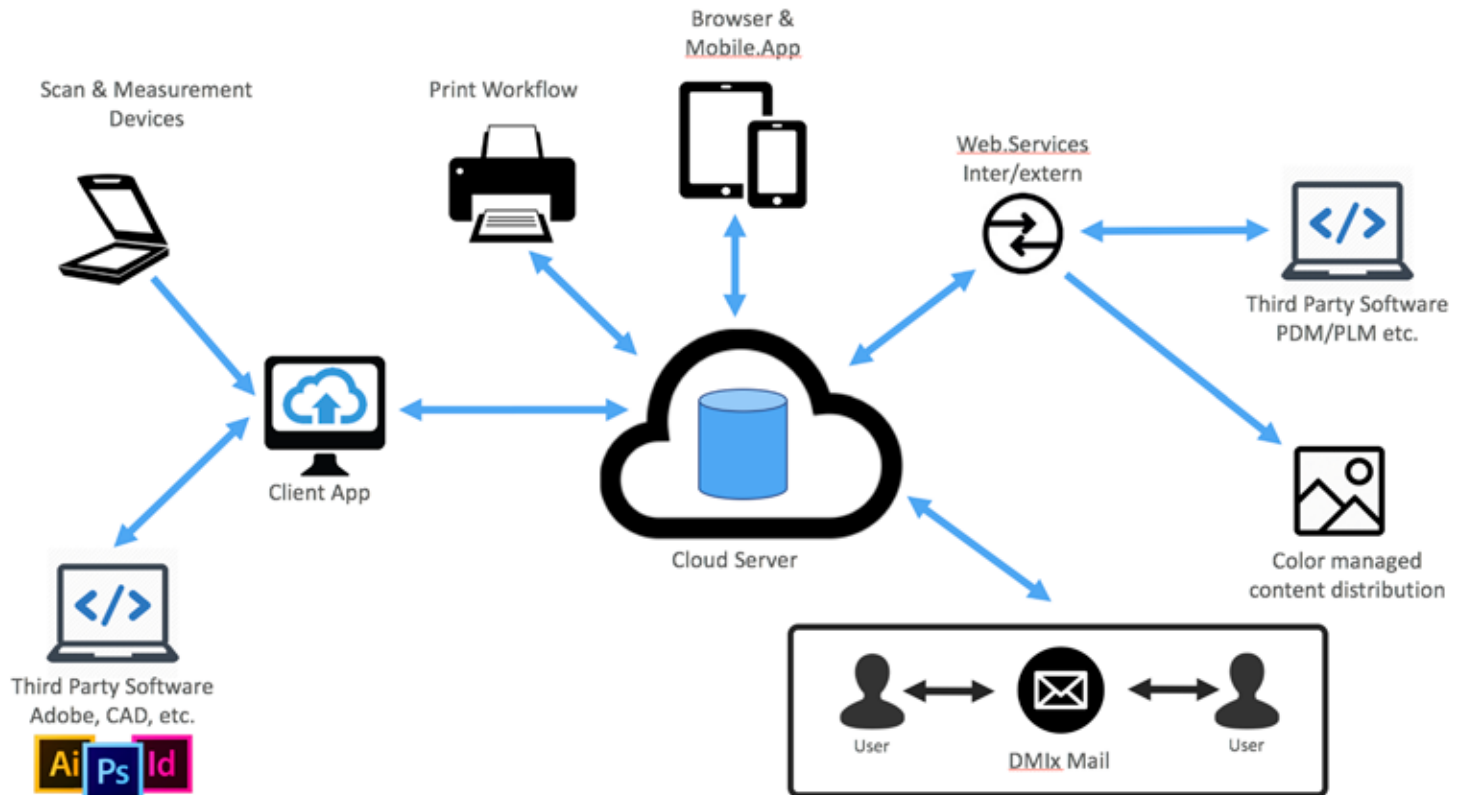 Browser &
Mobile.App
Scan & Measurement
Devices
Print Workflow
Web.Services
Inter/extern
</>
Third Party Software
PDM/PLM etc.
Client App
Cloud Server
Color managed
content distribution
</>
Third Party Software
Adobe, CAD, etc.
Ai Ps Id
User
DMIx Mail
User